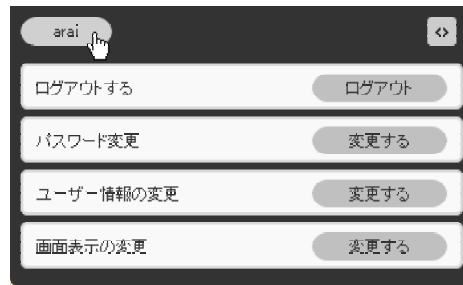 arai
<>
ログアウトする ログアウト
パスワード変更 変更する
ユーザー情報の変更 変更する
画面表示の変更 変更する